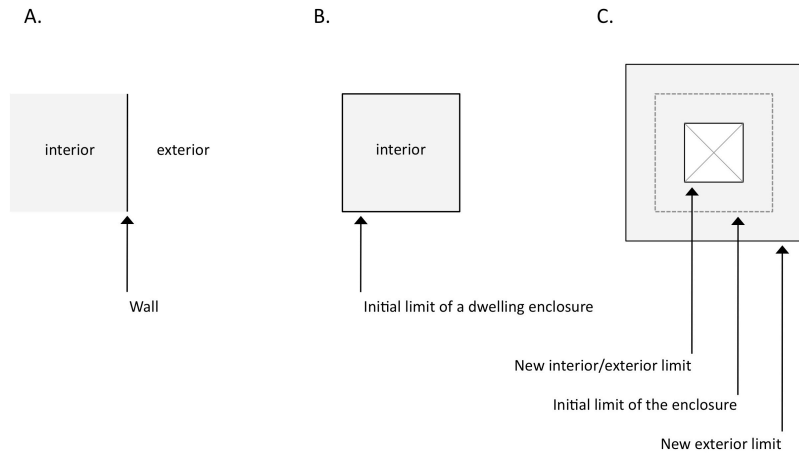 A.
B.
C.
interior
exterior
interior
Wall
Initial limit of a dwelling enclosure
New interior/exterior limit
Initial limit of the enclosure
New exterior limit